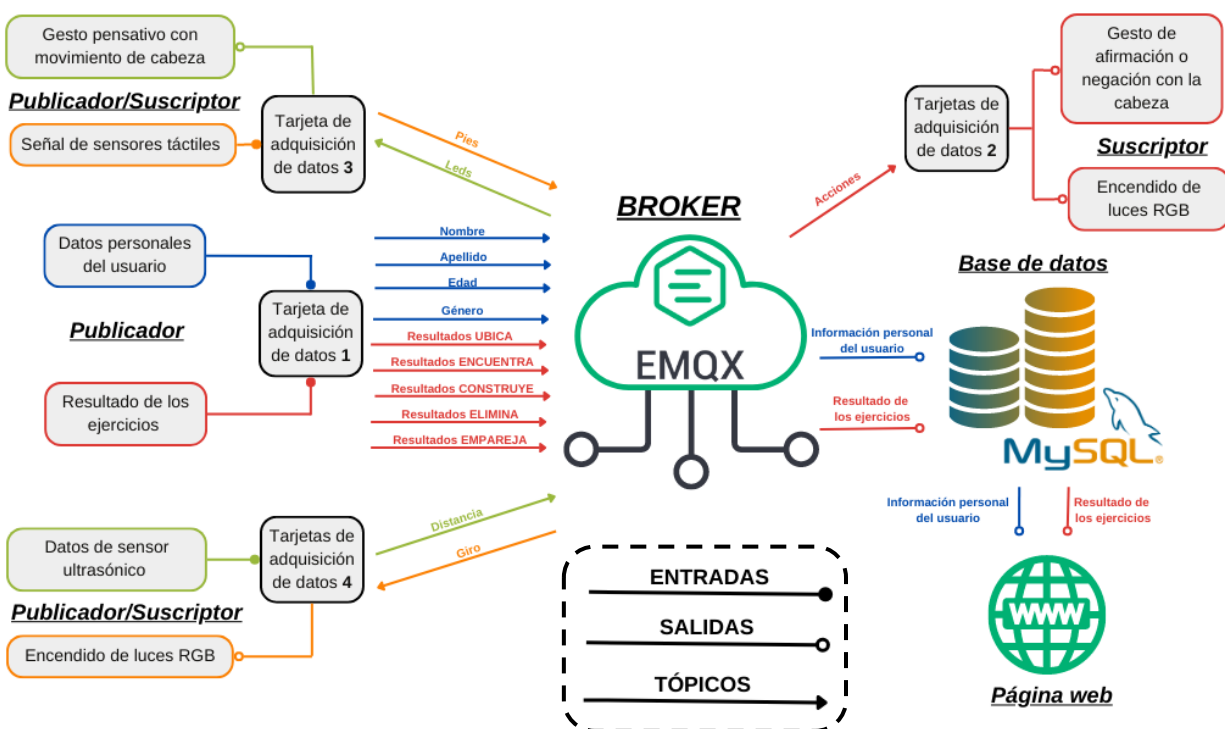 Gesto pensativo con
movimiento de cabeza
Publicador/Suscriptor
Señal de sensores táctiles
Tarjeta de
adquisición
de datos 3
Pies
Leds
Datos personales
del usuario
Publicador
Resultado de los
ejercicios
Tarjeta de
adquisición
de datos 1
Nombre
Apellido
Edad
Género
Resultados UBICA
Resultados ENCUENTRA
Resultados CONSTRUYE
Resultados ELIMINA
Resultados EMPAREJA
Datos de sensor
ultrasónico
Publicador/Suscriptor
Encendido de luces RGB
Tarjetas de
adquisición
de datos 4
Distancia
Giro
BROKER
EMQX
Acciones
Tarjetas de
adquisición
de datos 2
Gesto de
afirmación o
negación con la
cabeza
Suscriptor
Encendido de
luces RGB
Base de datos
Información personal
del usuario
Resultado de
los ejercicios
MySQL®
Información personal
del usuario
Resultado de
los ejercicios
WWW
Página web
ENTRADAS
SALIDAS
TÓPICOS